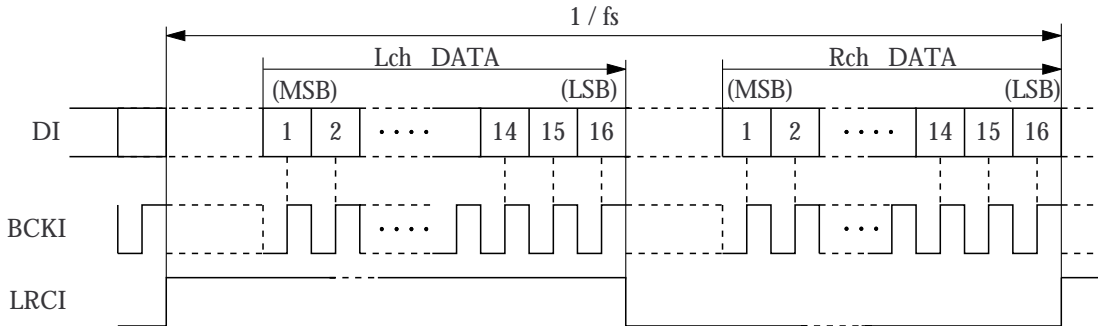 1 / fs
Lch DATA Rch DATA
(MSB) (LSB) (MSB) (LSB)
DI 1 2 ···· 14 15 16 1 2 ···· 14 15 16
BCKI ···· ···
LRCI